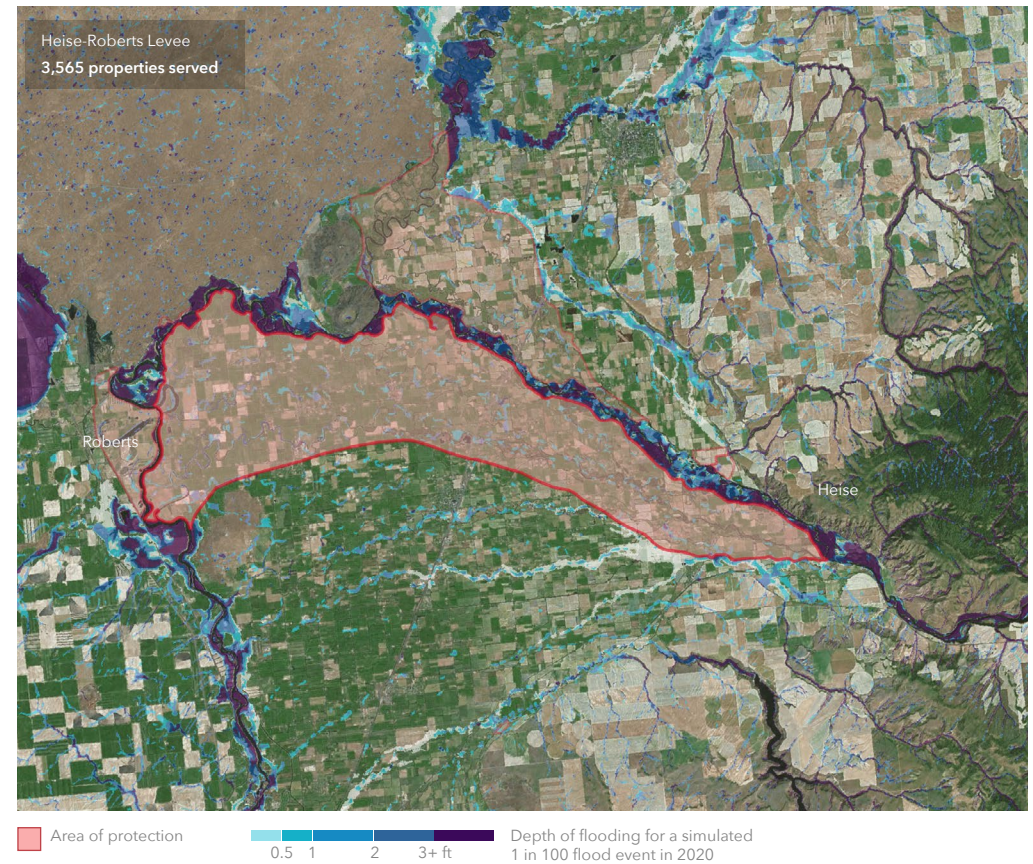 Heise-Roberts Levee
3,565 properties served
Roberts
Heise
Area of protection
0.5 1 2 3+ ft
Depth of flooding for a simulated
1 in 100 flood event in 2020